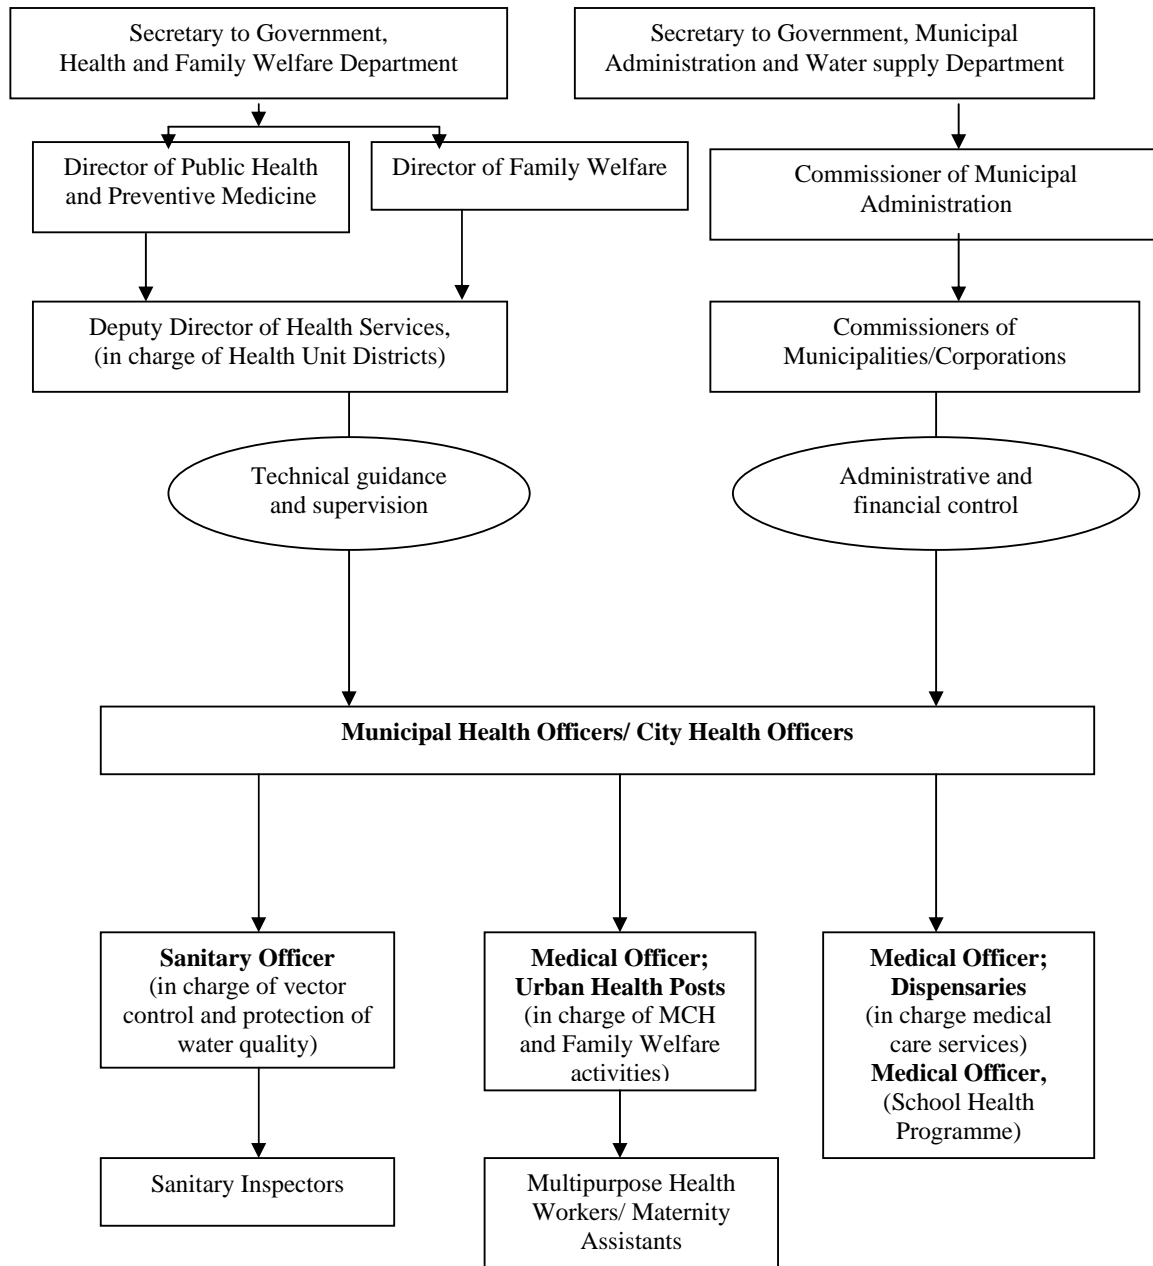 Secretary to Government,
Health and Family Welfare Department
Secretary to Government, Municipal
Administration and Water supply Department
Director of Public Health
and Preventive Medicine
Director of Family Welfare
Commissioner of Municipal
Administration
Deputy Director of Health Services,
(in charge of Health Unit Districts)
Commissioners of
Municipalities/Corporations
Technical guidance
and supervision
Administrative and
financial control
Municipal Health Officers/ City Health Officers
Sanitary Officer
(in charge of vector
control and protection of
water quality)
Medical Officer;
Urban Health Posts
(in charge of MCH
and Family Welfare
activities)
Medical Officer;
Dispensaries
(in charge medical
care services)
Medical Officer,
(School Health
Programme)
Sanitary Inspectors
Multipurpose Health
Workers/ Maternity
Assistants